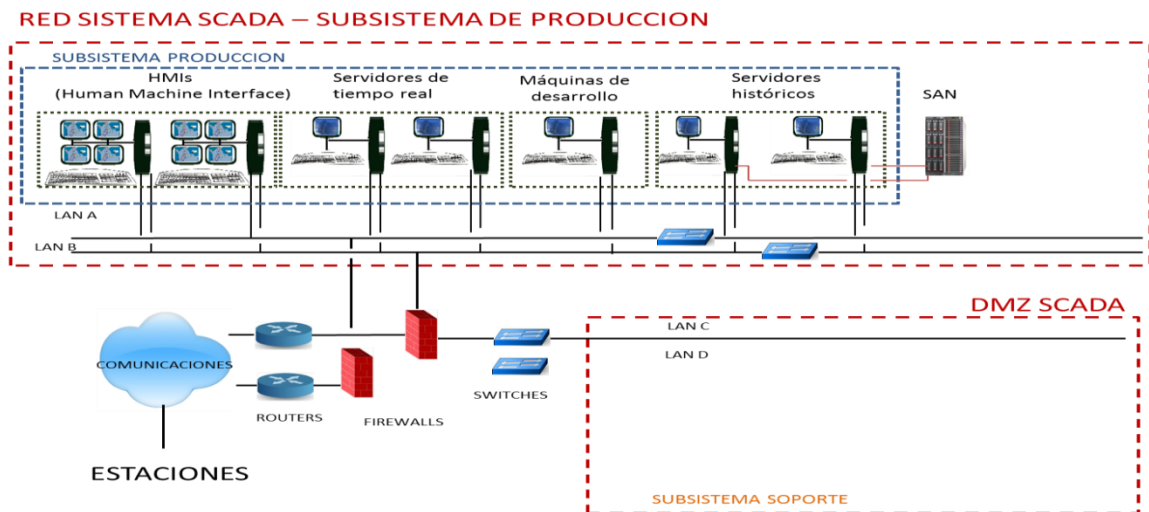 RED SISTEMA SCADA – SUBSISTEMA DE PRODUCCION
SUBSISTEMA PRODUCCION
HMIs
(Human Machine Interface)
Servidores de
tiempo real
Máquinas de
desarrollo
Servidores
históricos
SAN
LAN A
LAN B
DMZ SCADA
LAN C
LAN D
COMUNICACIONES
ROUTERS
FIREWALLS
SWITCHES
ESTACIONES
SUBSISTEMA SOPORTE